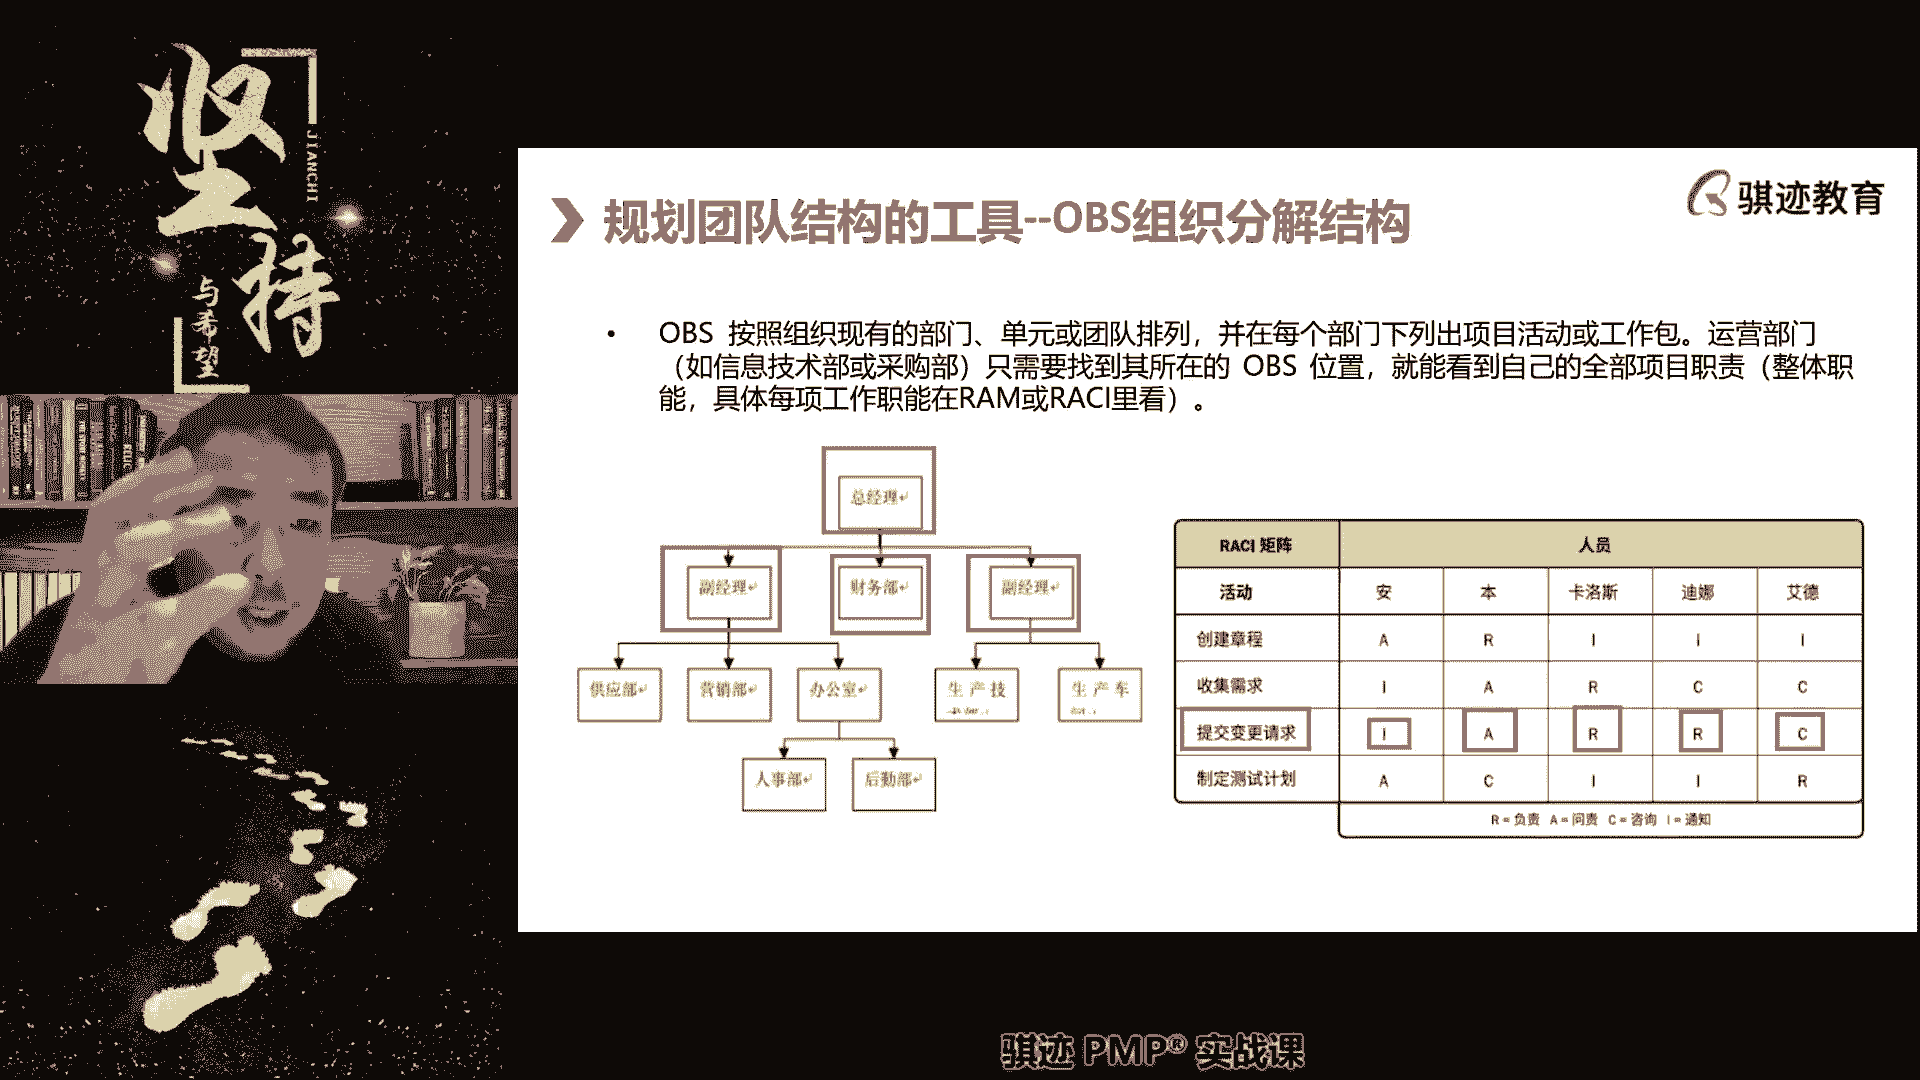 坚持
JIANCHI
与希望
骐迹教育
规划团队结构的工具--OBS组织分解结构
• OBS 按照组织现有的部门、单元或团队排列，并在每个部门下列出项目活动或工作包。运营部门
（如信息技术部或采购部）只需要找到其所在的 OBS 位置，就能看到自己的全部项目职责（整体职
能，具体每项工作职能在RAM或RACI里看）。
总经理
副经理 财务部 副经理
供应部 营销部 办公室 生产技 生产车
人事部 后勤部
RACI 矩阵 人员
活动 安 本 卡洛斯 迪娜 艾德
创建章程 A R I I I
收集需求 I A R C C
提交变更请求 I A R R C
制定测试计划 A C I I R
R = 负责 A = 问责 C = 咨询 I = 通知
骐迹 PMP® 实战课